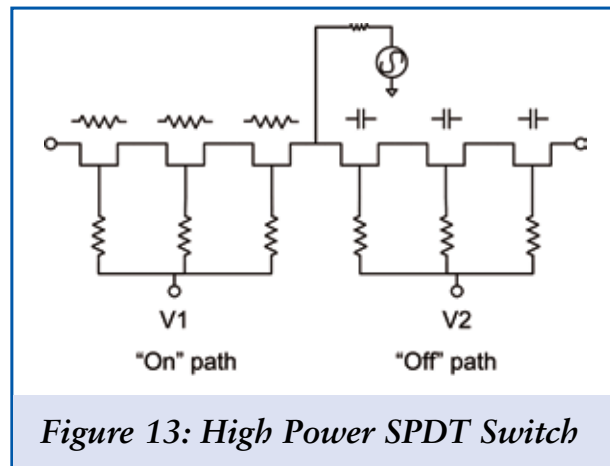 V1
V2
“On” path
“Off” path
Figure 13: High Power SPDT Switch